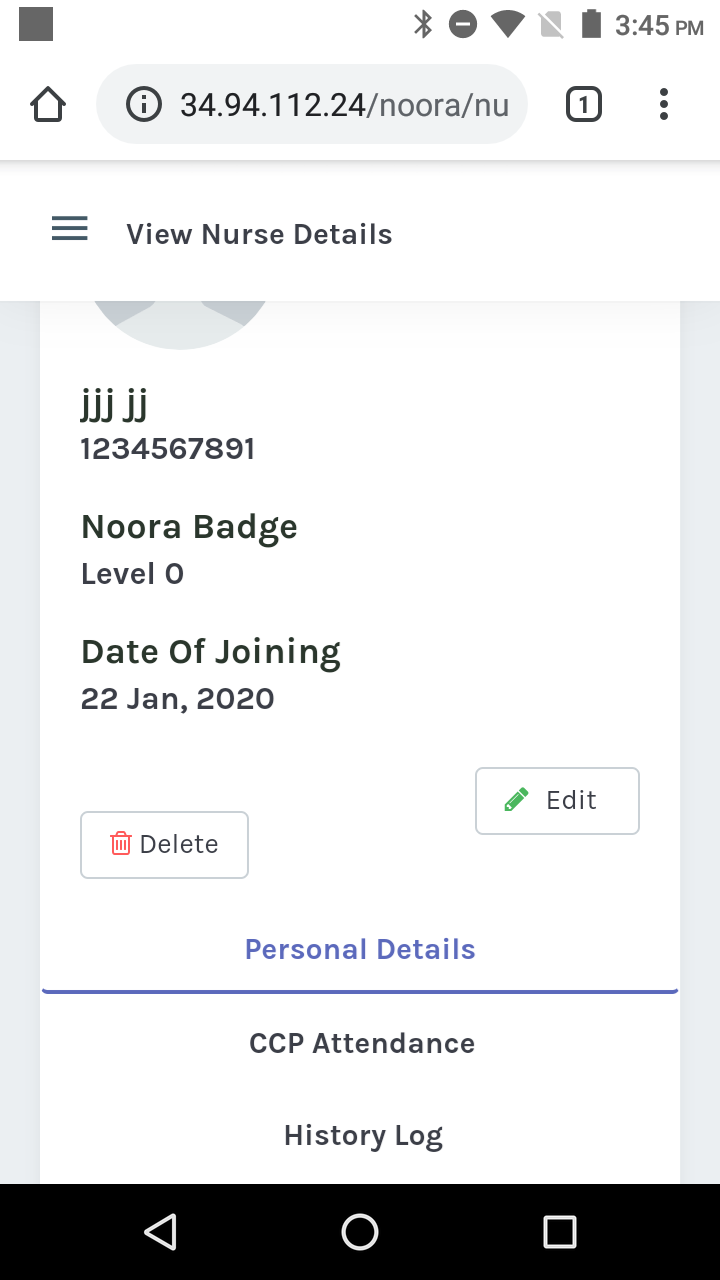 3:45 PM
34.94.112.24/noora/nu
1
View Nurse Details
jjj jj
1234567891
Noora Badge
Level 0
Date Of Joining
22 Jan, 2020
Edit
Delete
Personal Details
CCP Attendance
History Log